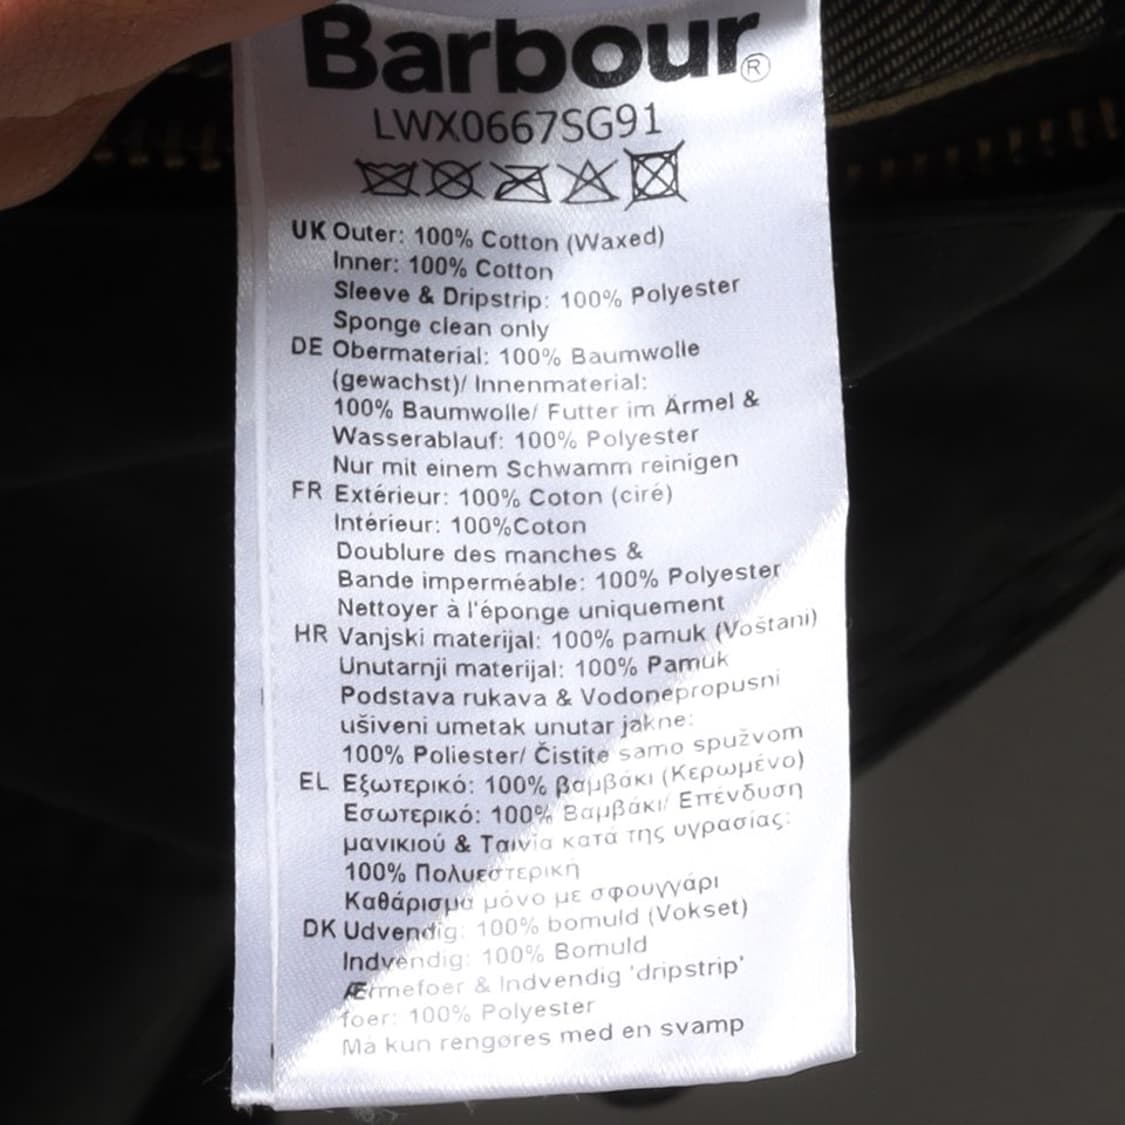 Barbour®
LWX0667SG91
UK Outer: 100% Cotton (Waxed)
Inner: 100% Cotton
Sleeve & Dripstrip: 100% Polyester
Sponge clean only
DE Obermaterial: 100% Baumwolle
(gewachst)/ Innenmaterial:
100% Baumwolle/ Futter im Ärmel &
Wasserablauf: 100% Polyester
Nur mit einem Schwamm reinigen
FR Extérieur: 100% Coton (ciré)
Intérieur: 100%Coton
Doublure des manches &
Bande imperméable: 100% Polyester
Nettoyer à l'éponge uniquement
HR Vanjski materijal: 100% pamuk (Voštani)
Unutarnji materijal: 100% Pamuk
Podstava rukava & Vodonepropusni
ušiveni umetak unutar jakne:
100% Poliester/ Čistite samo spužvom
EL Εξωτερικό: 100% βαμβάκι (Κερωμένο)
Εσωτερικό: 100% Βαμβάκι/ Επένδυση
μανικιού & Ταινία κατά της υγρασίας:
100% Πολυεστερική
Καθάρισμα μόνο με σφουγγάρι
DK Udvendig: 100% bomuld (Vokset)
Indvendig: 100% Bomuld
Ærmefoer & Indvendig 'dripstrip'
foer: 100% Polyester
Må kun rengøres med en svamp